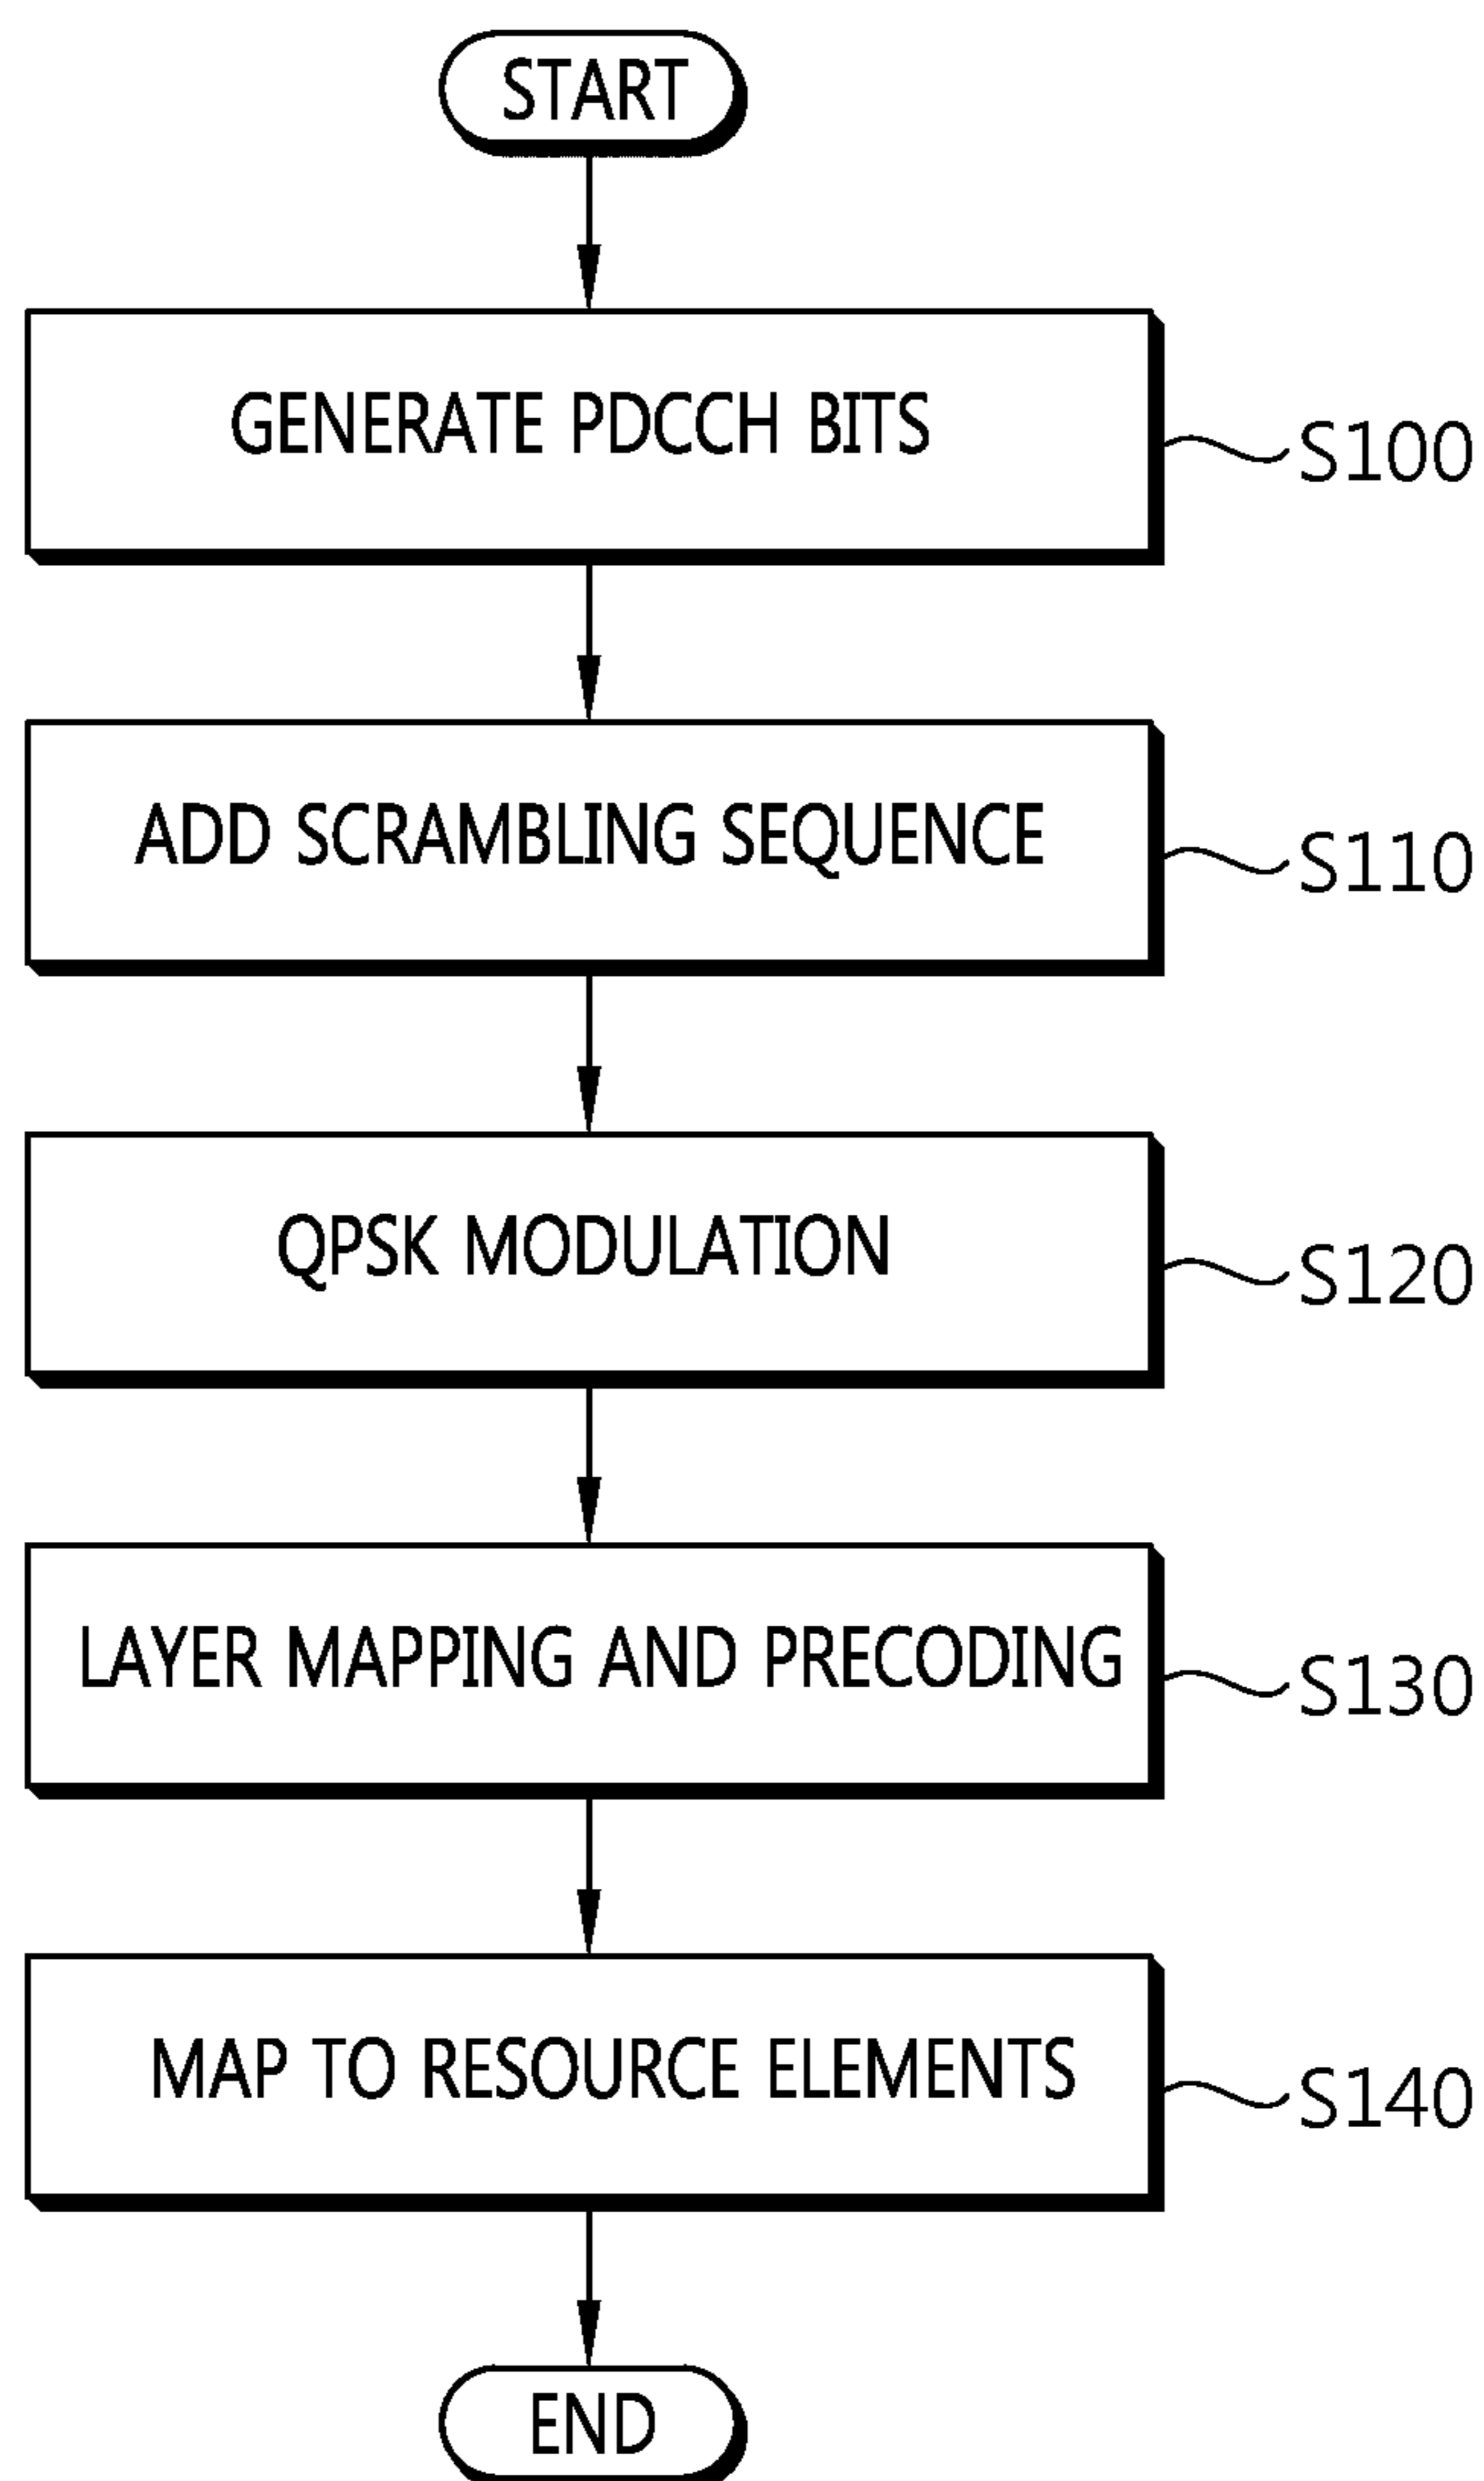 START
GENERATE PDCCH BITS
S100
ADD SCRAMBLING SEQUENCE
S110
QPSK MODULATION
S120
LAYER MAPPING AND PRECODING
S130
MAP TO RESOURCE ELEMENTS
S140
END